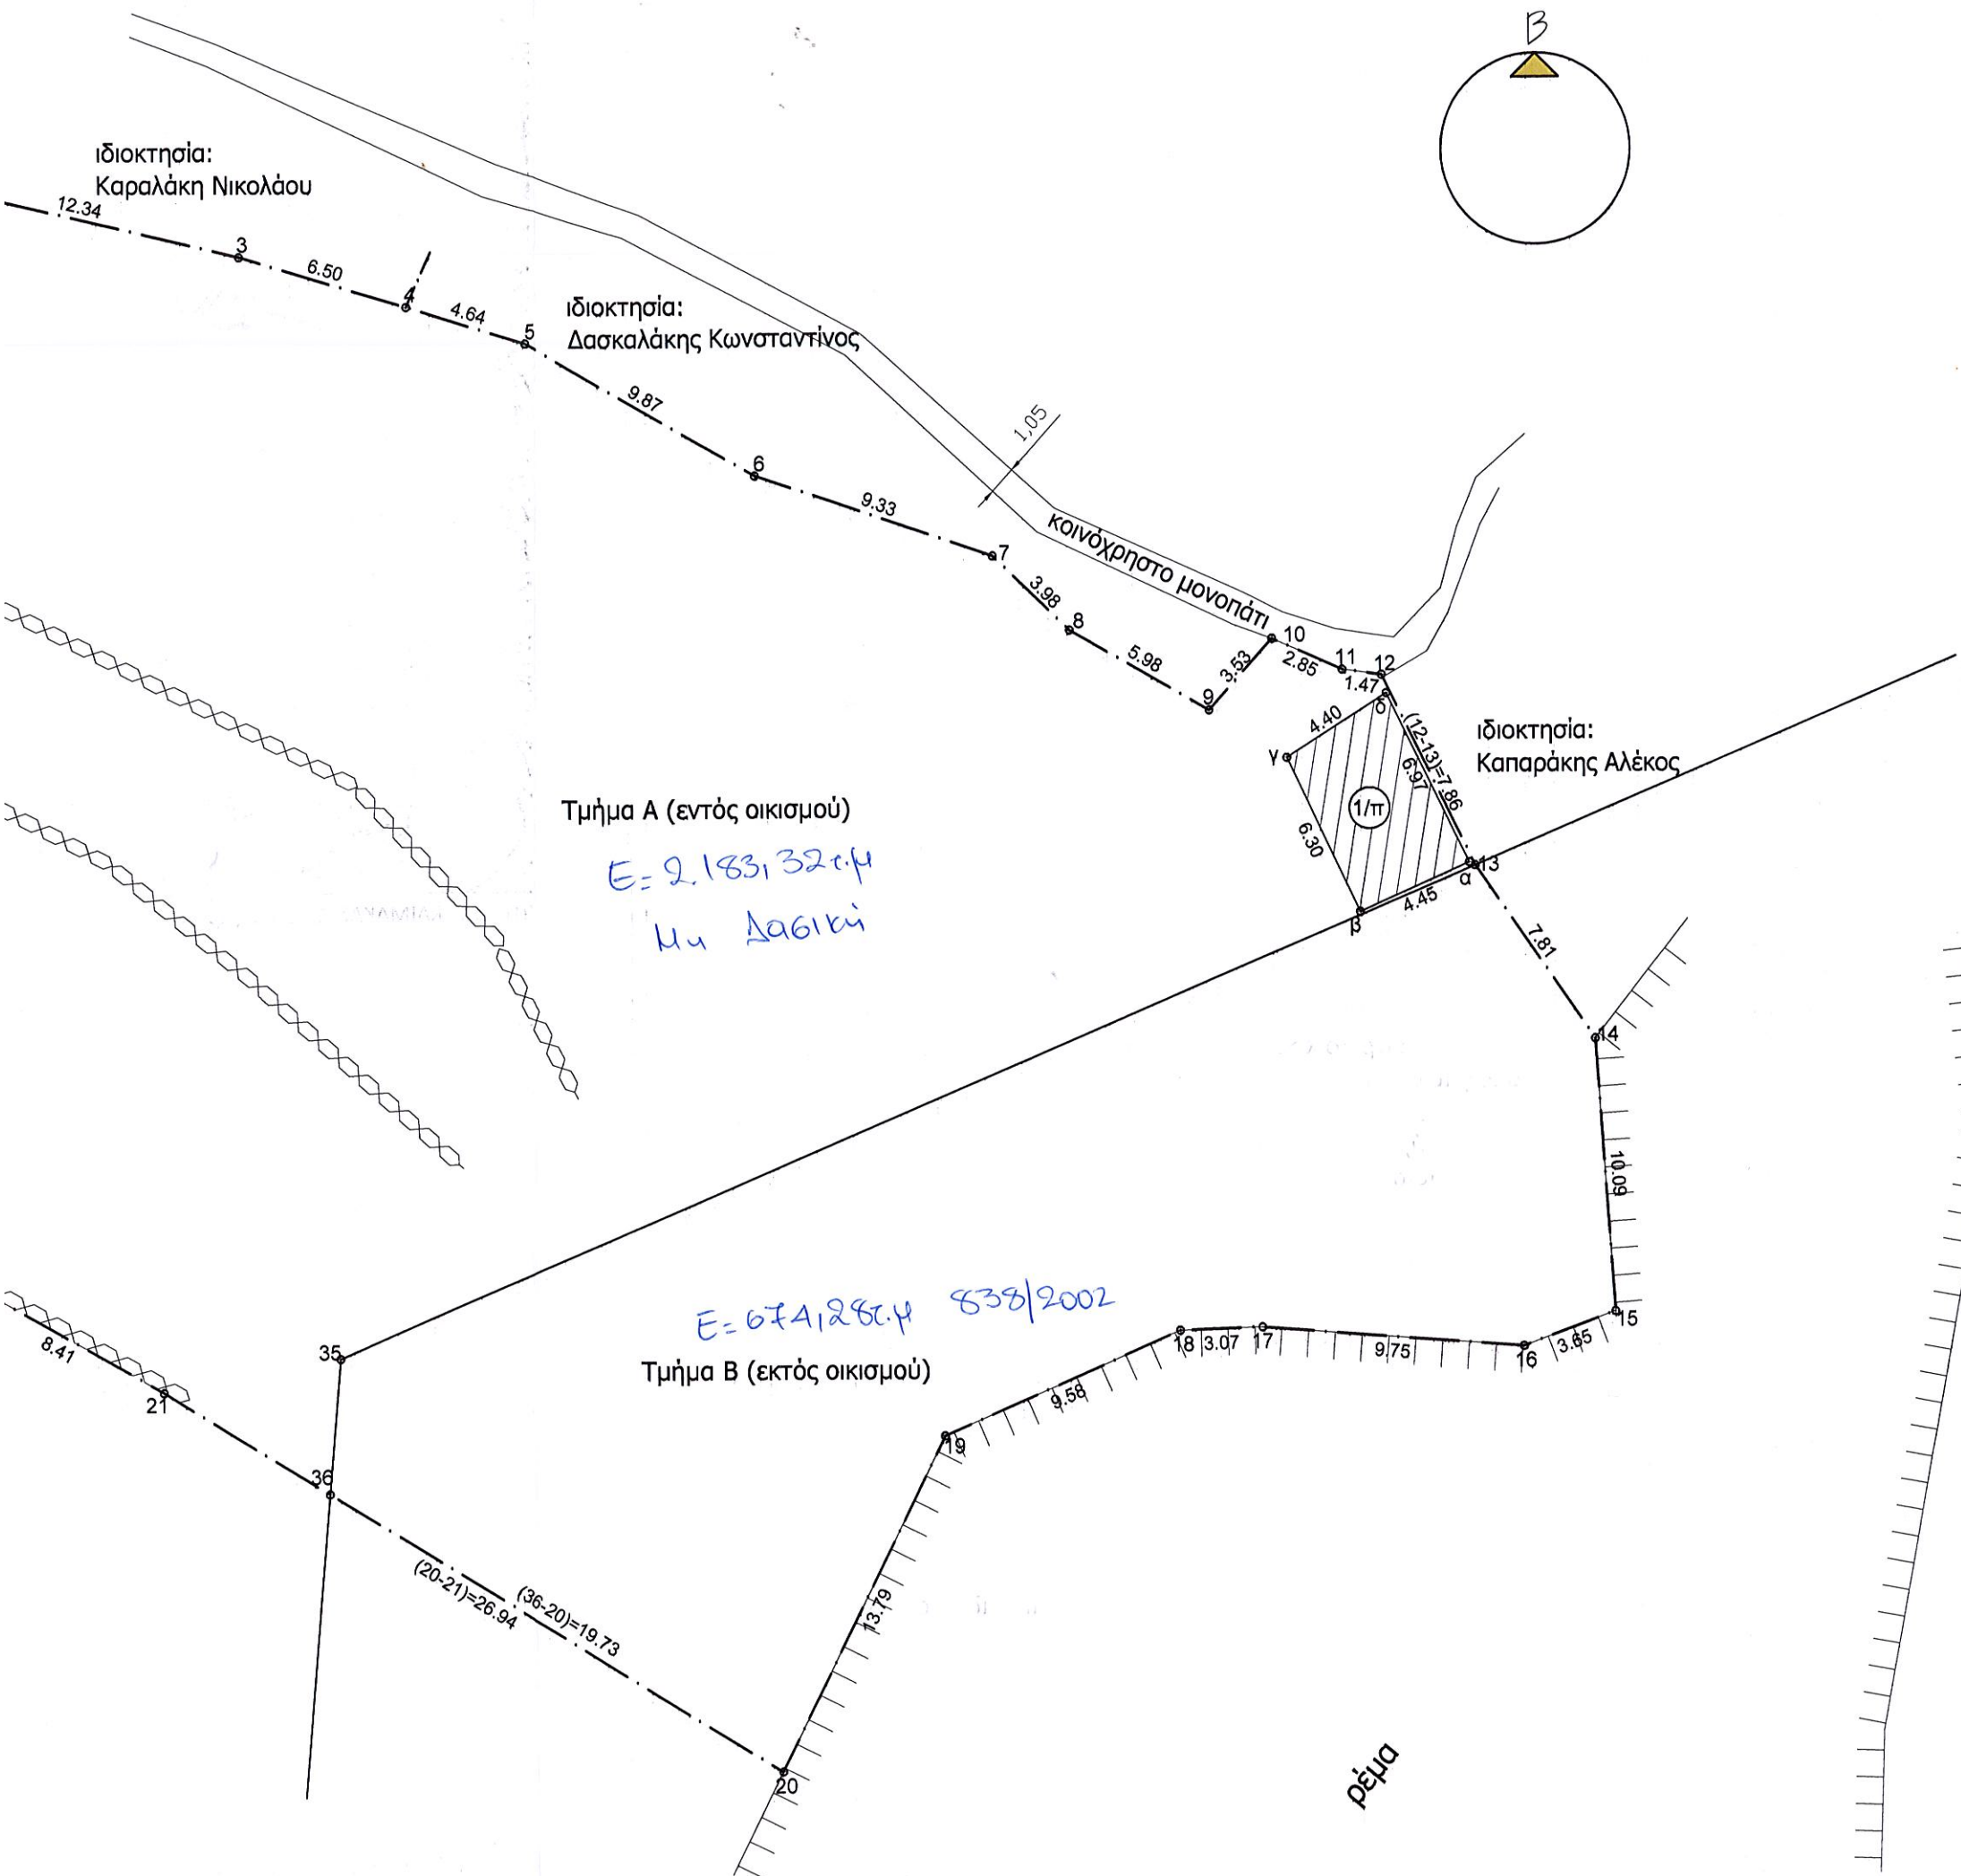 Β
ιδιοκτησία:
Καραλάκη Νικολάου
12.34
3
6.50
4
4.64
5
ιδιοκτησία:
Δασκαλάκης Κωνσταντίνος
9.87
6
9.33
7
1,05
κοινόχρηστο μονοπάτι
3.98
8
5.98
9
3.53
10
2.85
11
12
1.47
δ
4.40
γ
(12-13)=7.86
6.97
ιδιοκτησία:
Καπαράκης Αλέκος
1/π
6.30
13
α
4.45
β
Τμήμα Α (εντός οικισμού)
Ε=2.183,32τ.μ
Μη Δασική
7.81
14
10.09
15
3.65
16
9.75
17
3.07
18
9.58
19
Ε=674,28τ.μ 838/2002
Τμήμα Β (εκτός οικισμού)
35
8.41
21
36
(20-21)=26.94
(36-20)=19.73
13.79
20
ρέμα